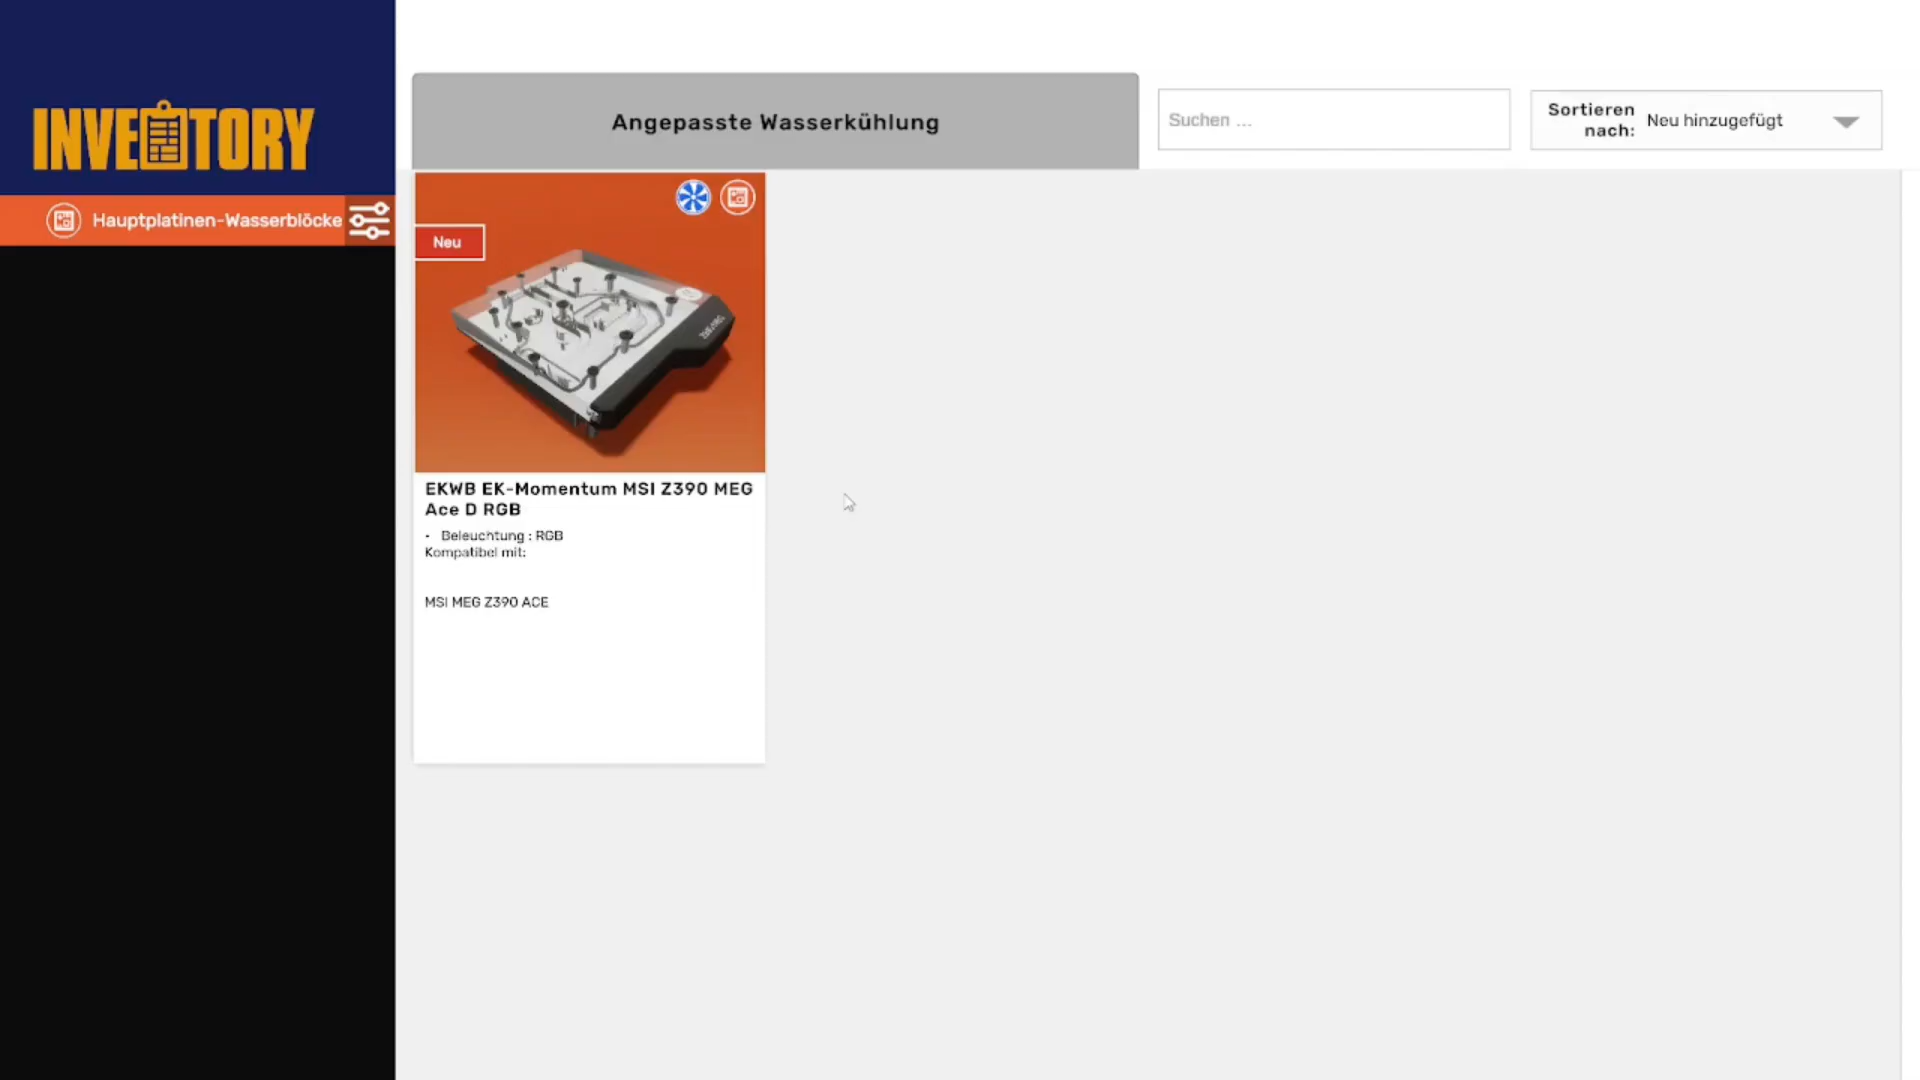 INVENTORY
Hauptplatinen-Wasserblöcke
Angepasste Wasserkühlung
Suchen ...
Sortieren
nach:
Neu hinzugefügt
Neu
EKWB EK-Momentum MSI Z390 MEG
Ace D RGB
- Beleuchtung : RGB
Kompatibel mit:
MSI MEG Z390 ACE